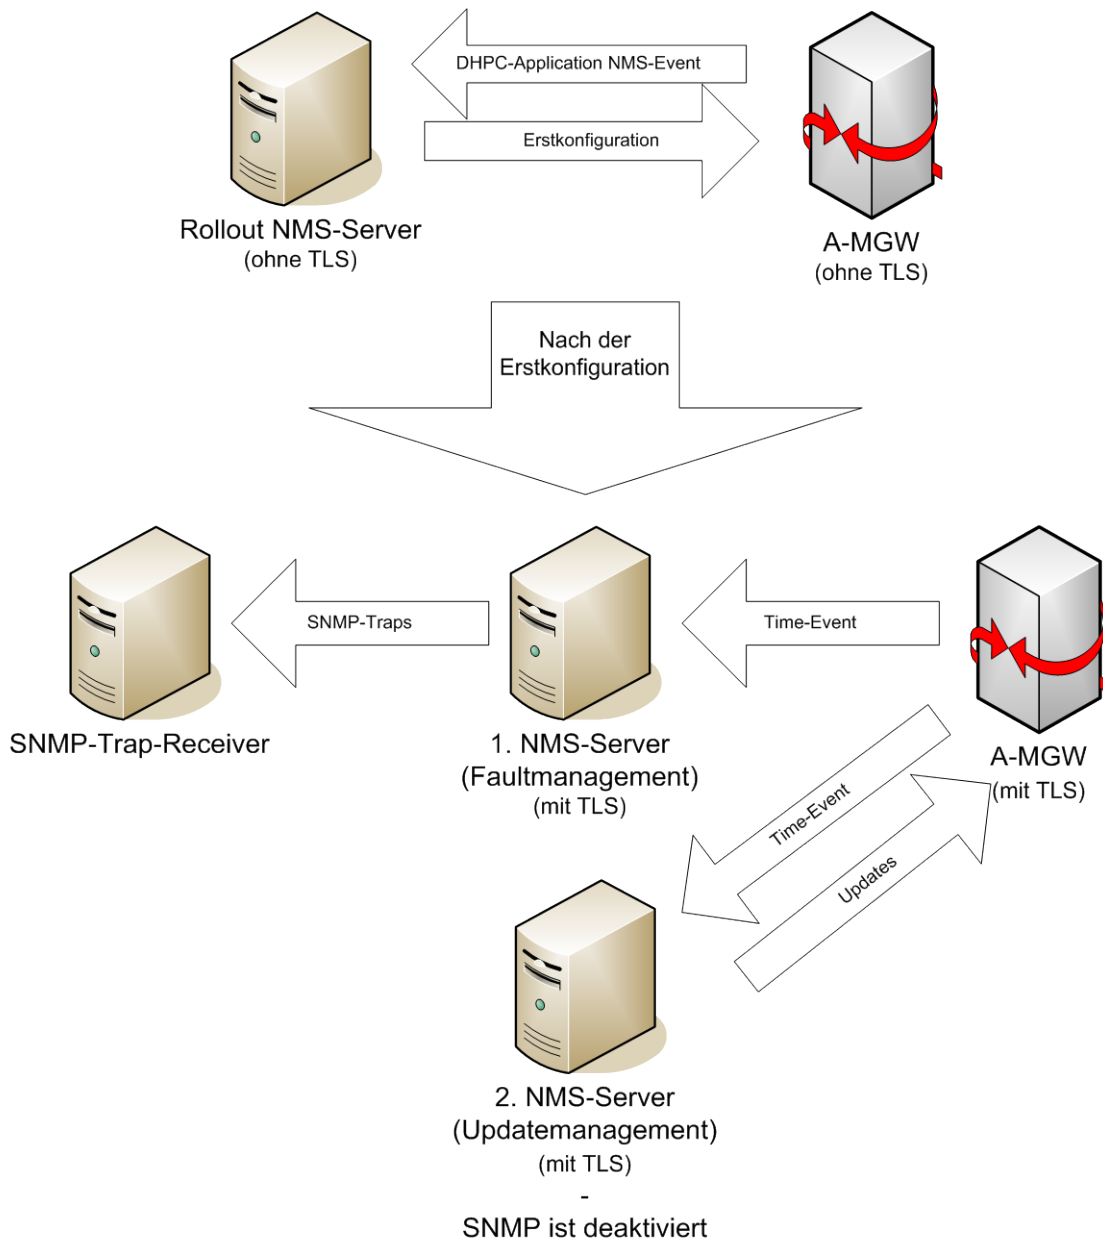 DHPC-Application NMS-Event
Erstkonfiguration
Rollout NMS-Server
(ohne TLS)
A-MGW
(ohne TLS)
Nach der
Erstkonfiguration
SNMP-Traps
Time-Event
SNMP-Trap-Receiver
1. NMS-Server
(Faultmanagement)
(mit TLS)
A-MGW
(mit TLS)
Time-Event
Updates
2. NMS-Server
(Updatemanagement)
(mit TLS)
-
SNMP ist deaktiviert